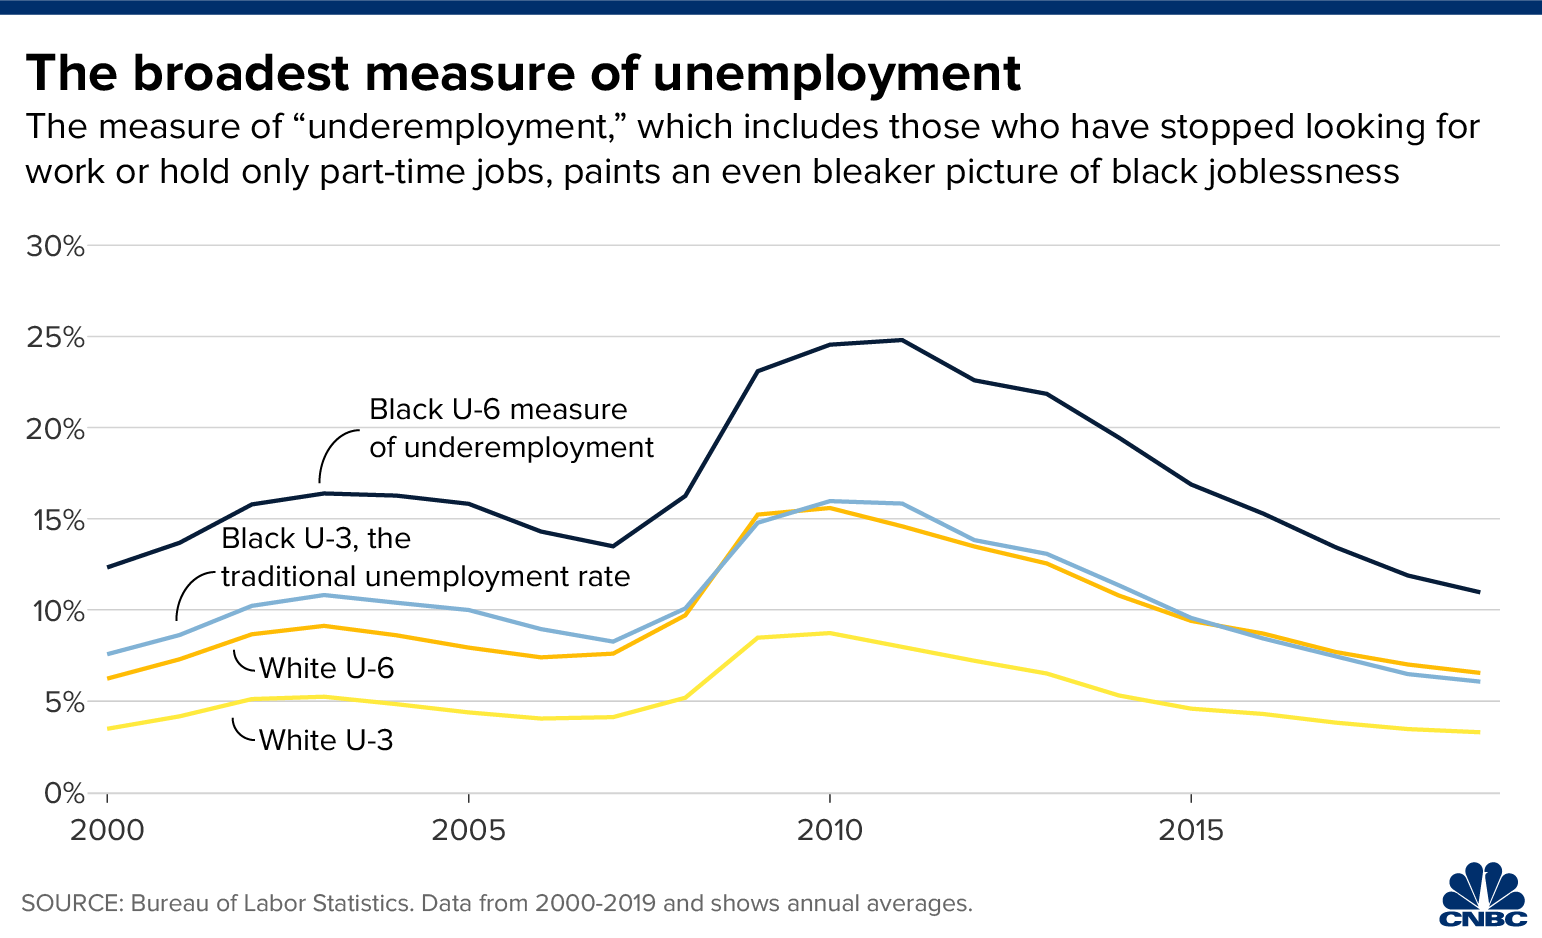 The broadest measure of unemployment
The measure of “underemployment,” which includes those who have stopped looking for
work or hold only part-time jobs, paints an even bleaker picture of black joblessness
30%
25%
20%
15%
10%
5%
0%
Black U-6 measure
of underemployment
Black U-3, the
traditional unemployment rate
White U-6
White U-3
2000
2005
2010
2015
SOURCE: Bureau of Labor Statistics. Data from 2000-2019 and shows annual averages.
CNBC